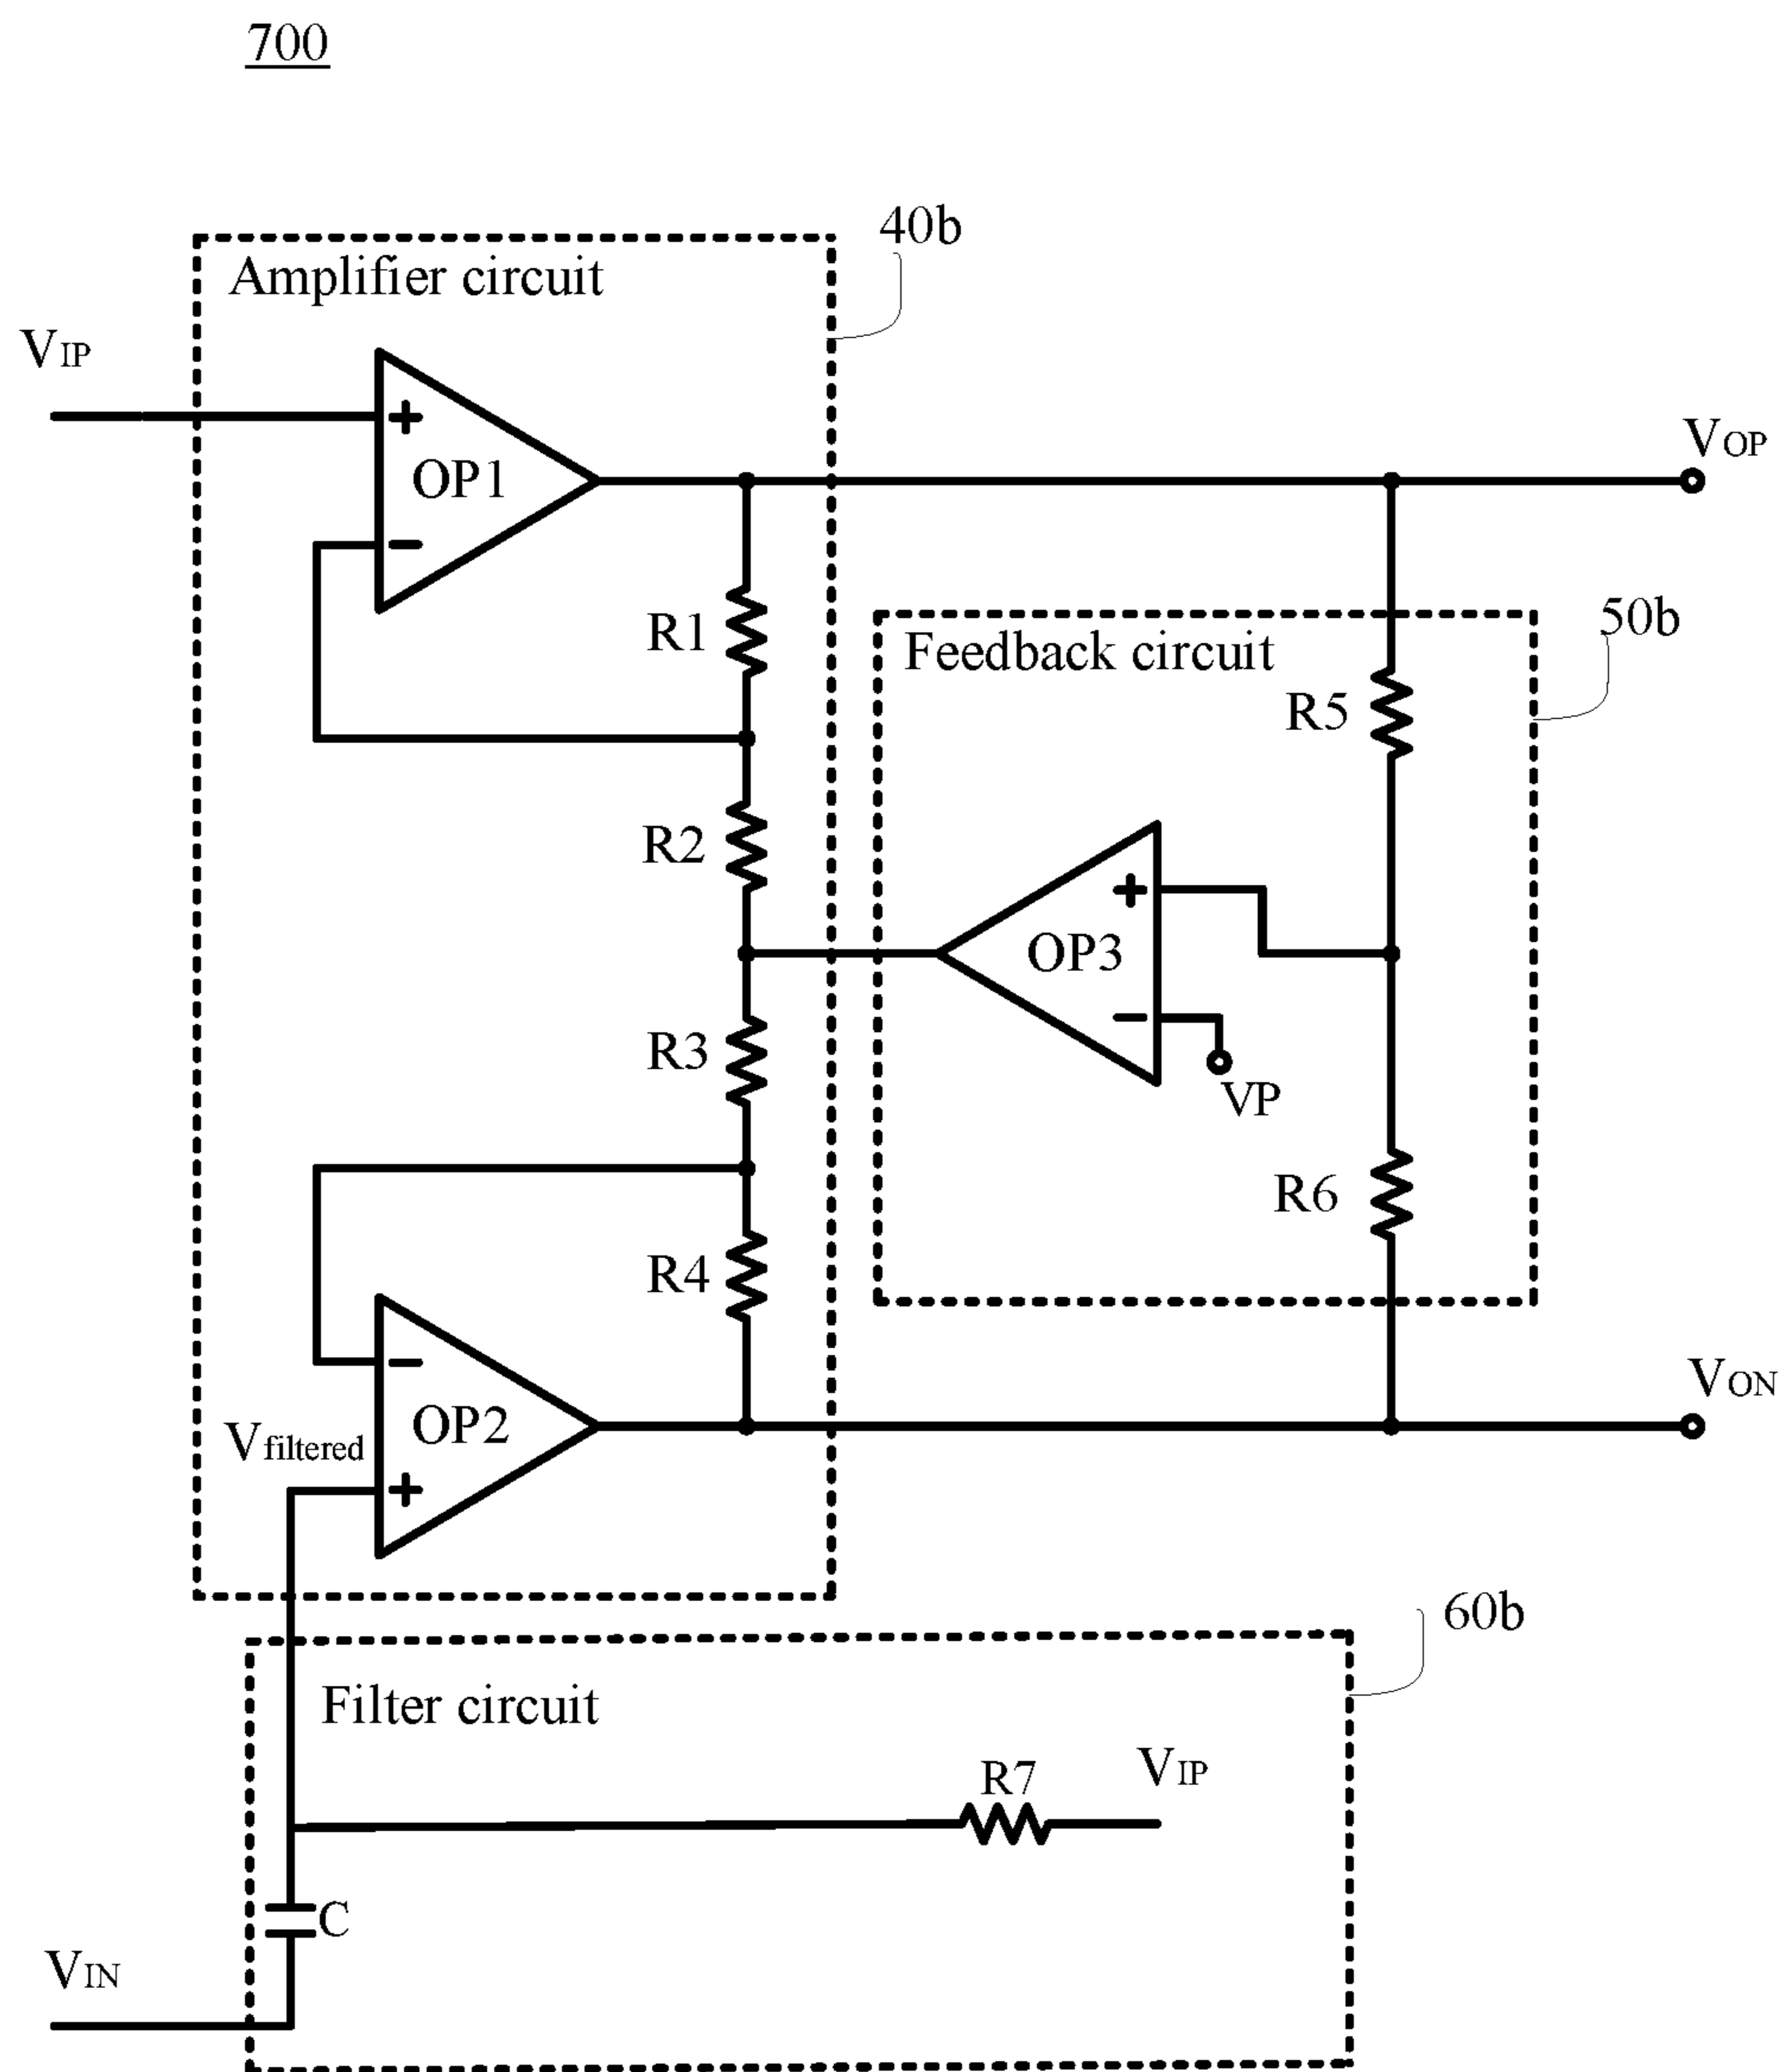 700
40b
Amplifier circuit
VIP
+
OP1
−
VOP
R1
50b
Feedback circuit
R5
R2
+
OP3
−
VP
R3
R6
R4
−
OP2
+
Vfiltered
VON
60b
Filter circuit
R7
VIP
C
VIN